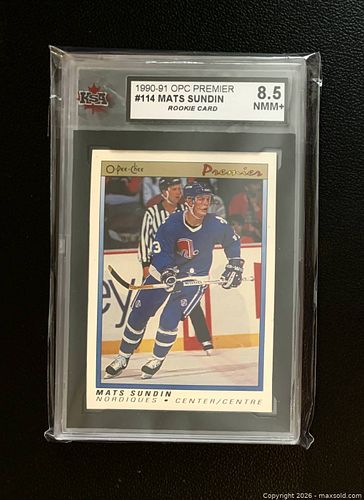 KSA
1990-91 OPC PREMIER
#114 MATS SUNDIN
ROOKIE CARD
8.5
NMM+
O-Pee-Chee
Premier
MATS SUNDIN
NORDIQUES • CENTER/CENTRE
Copyright © 2026 - maxsold.com